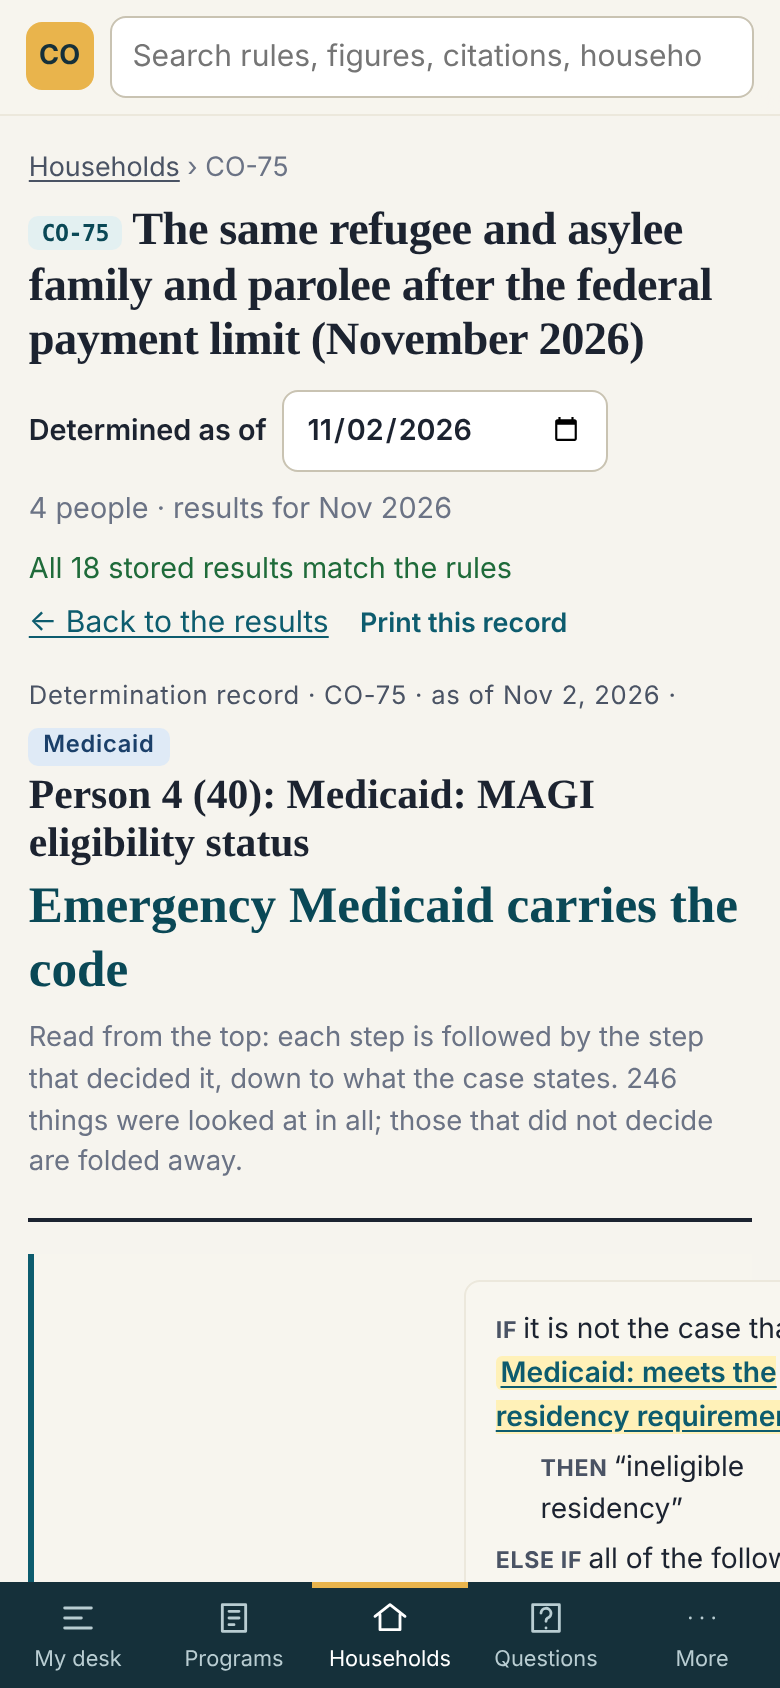 CO
Search rules, figures, citations, househo
Households › CO-75
CO-75 The same refugee and asylee
family and parolee after the federal
payment limit (November 2026)
Determined as of 11/02/2026
4 people · results for Nov 2026
All 18 stored results match the rules
← Back to the results Print this record
Determination record · CO-75 · as of Nov 2, 2026 ·
Medicaid
Person 4 (40): Medicaid: MAGI
eligibility status
Emergency Medicaid carries the
code
Read from the top: each step is followed by the step
that decided it, down to what the case states. 246
things were looked at in all; those that did not decide
are folded away.
IF it is not the case tha
Medicaid: meets the
residency requiremen
THEN “ineligible
residency”
ELSE IF all of the follow
My desk
Programs
Households
Questions
More